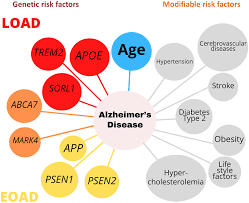 Genetic risk factors
Modifiable risk factors
LOAD
TREM2
APOE
Age
Hypertension
Cerebrovascular
diseases
SORL1
Stroke
ABCA7
Alzheimer's
Disease
Diabetes
Type 2
MARK4
Obesity
APP
Life
style
factors
PSEN1
PSEN2
Hyper-
cholesterolemia
EOAD